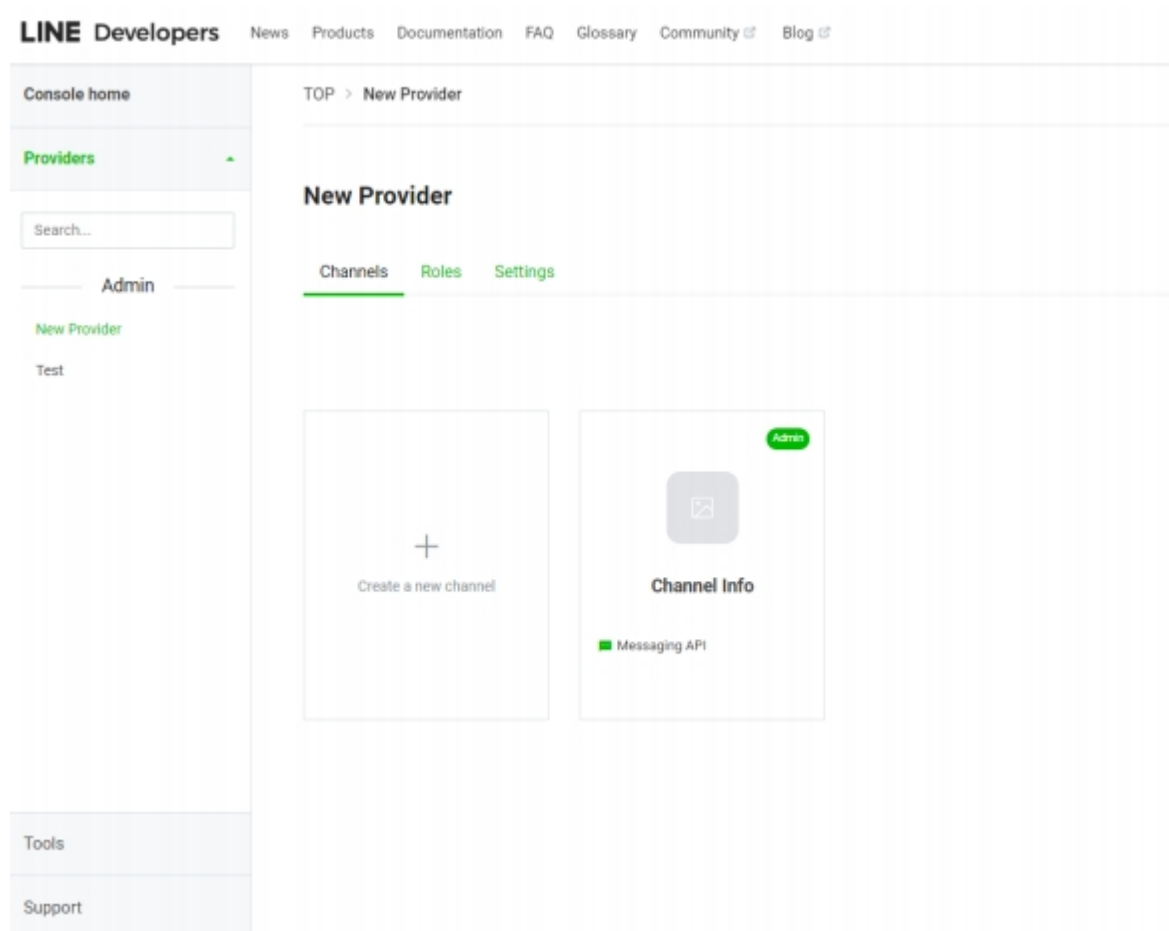 LINE Developers News Products Documentation FAQ Glossary Community Blog
Console home
TOP > New Provider
Providers
New Provider
Search...
Channels Roles Settings
Admin
New Provider
Test
Admin
Create a new channel
Channel Info
Messaging API
Tools
Support